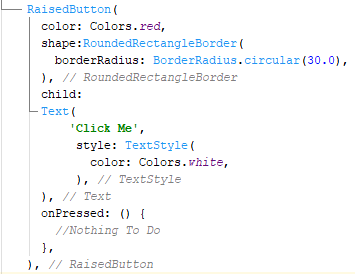 RaisedButton(
color: Colors.red,
shape:RoundedRectangleBorder(
borderRadius: BorderRadius.circular(30.0),
), // RoundedRectangleBorder
child:
Text(
'Click Me',
style: TextStyle(
color: Colors.white,
), // TextStyle
), // Text
onPressed: () {
//Nothing To Do
},
), // RaisedButton